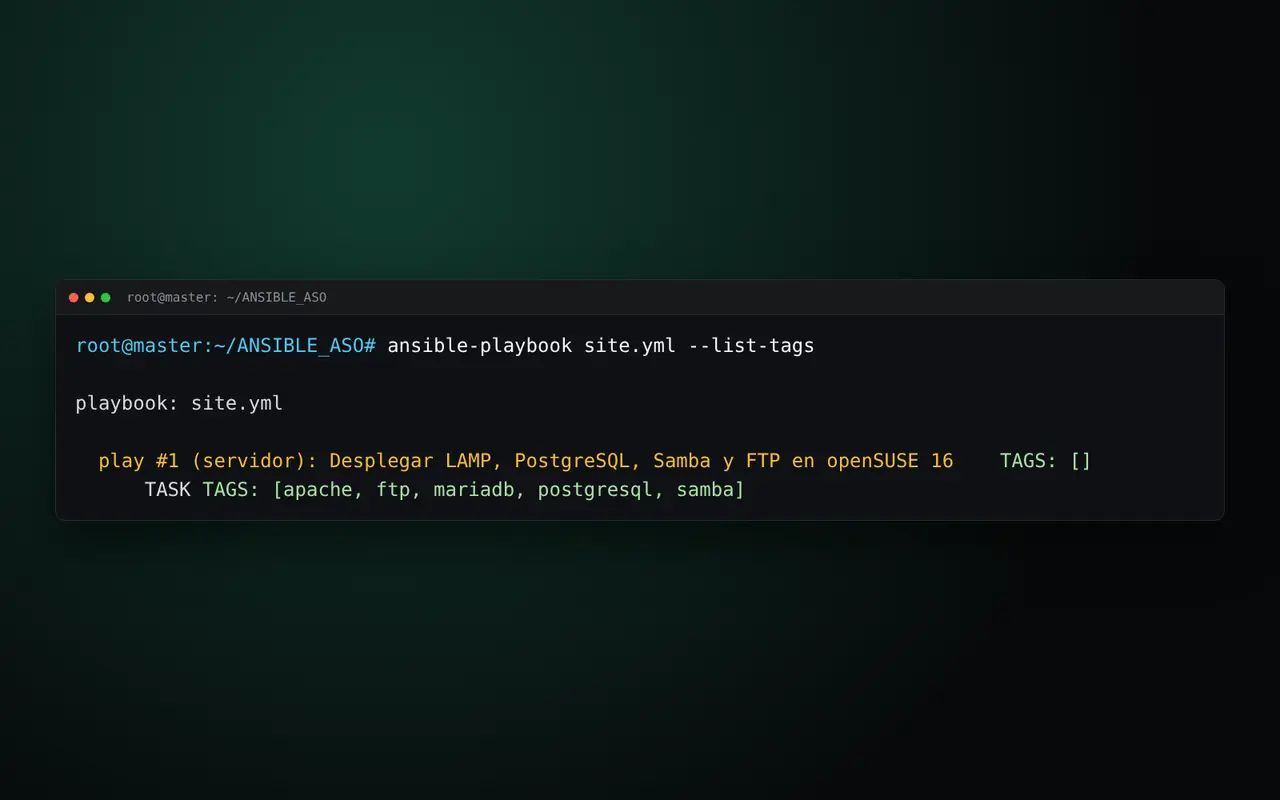 root@master: ~/ANSIBLE_ASO
root@master:~/ANSIBLE_ASO# ansible-playbook site.yml --list-tags
playbook: site.yml
play #1 (servidor): Desplegar LAMP, PostgreSQL, Samba y FTP en openSUSE 16    TAGS: []
TASK TAGS: [apache, ftp, mariadb, postgresql, samba]